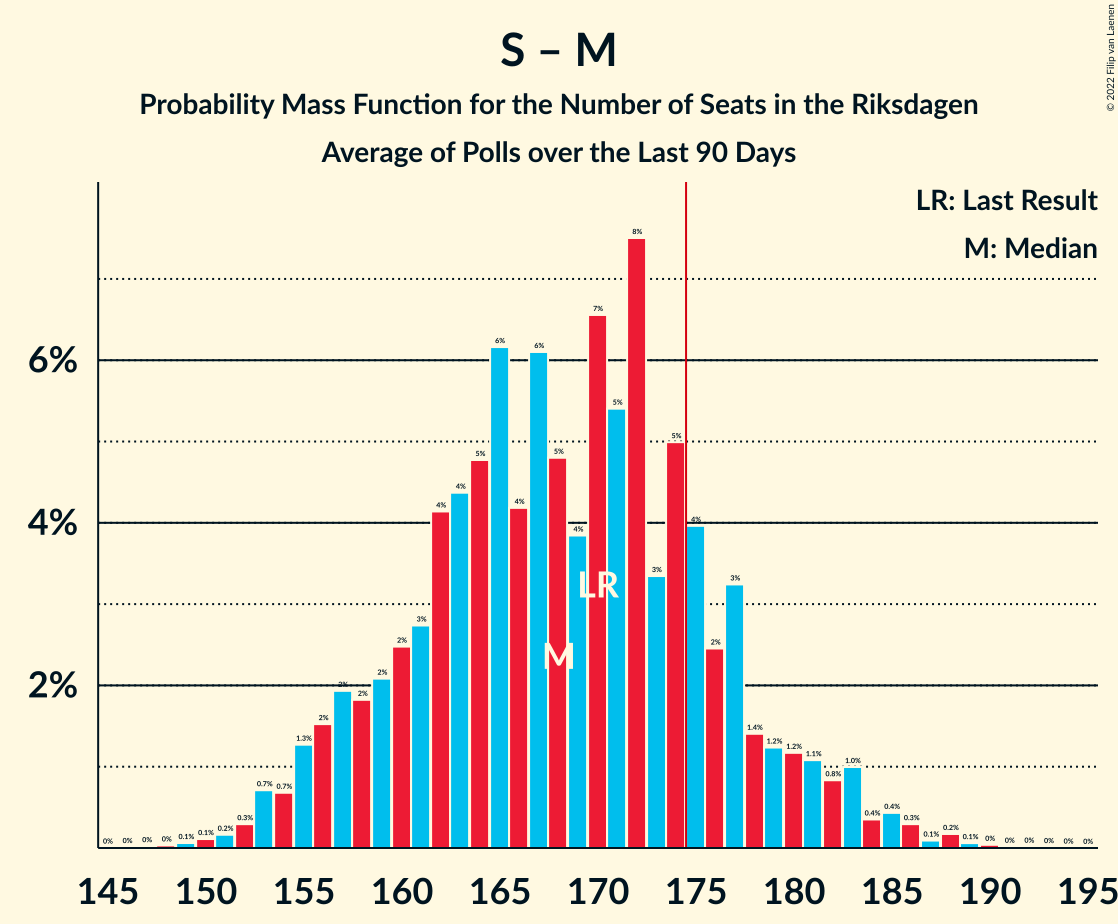 S – M
Probability Mass Function for the Number of Seats in the Riksdagen
Average of Polls over the Last 90 Days
© 2022 Filip van Laenen
LR: Last Result
M: Median
6%
4%
2%
0% 0% 0% 0% 0.1% 0.1% 0.2% 0.3% 0.7% 0.7% 1.3% 2% 2% 2% 2% 2% 3% 4% 4% 5% 6% 4% 6% 5% 4% 7% 5% 8% 3% 5% 4% 2% 3% 1.4% 1.2% 1.2% 1.1% 0.8% 1.0% 0.4% 0.4% 0.3% 0.1% 0.2% 0.1% 0% 0% 0% 0% 0% 0%
LR
M
145 150 155 160 165 170 175 180 185 190 195